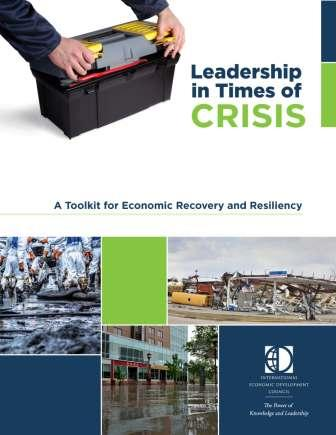 Leadership
in Times of
CRISIS
A Toolkit for Economic Recovery and Resiliency
INTERNATIONAL
ECONOMIC DEVELOPMENT
COUNCIL
The Power of
Knowledge and Leadership